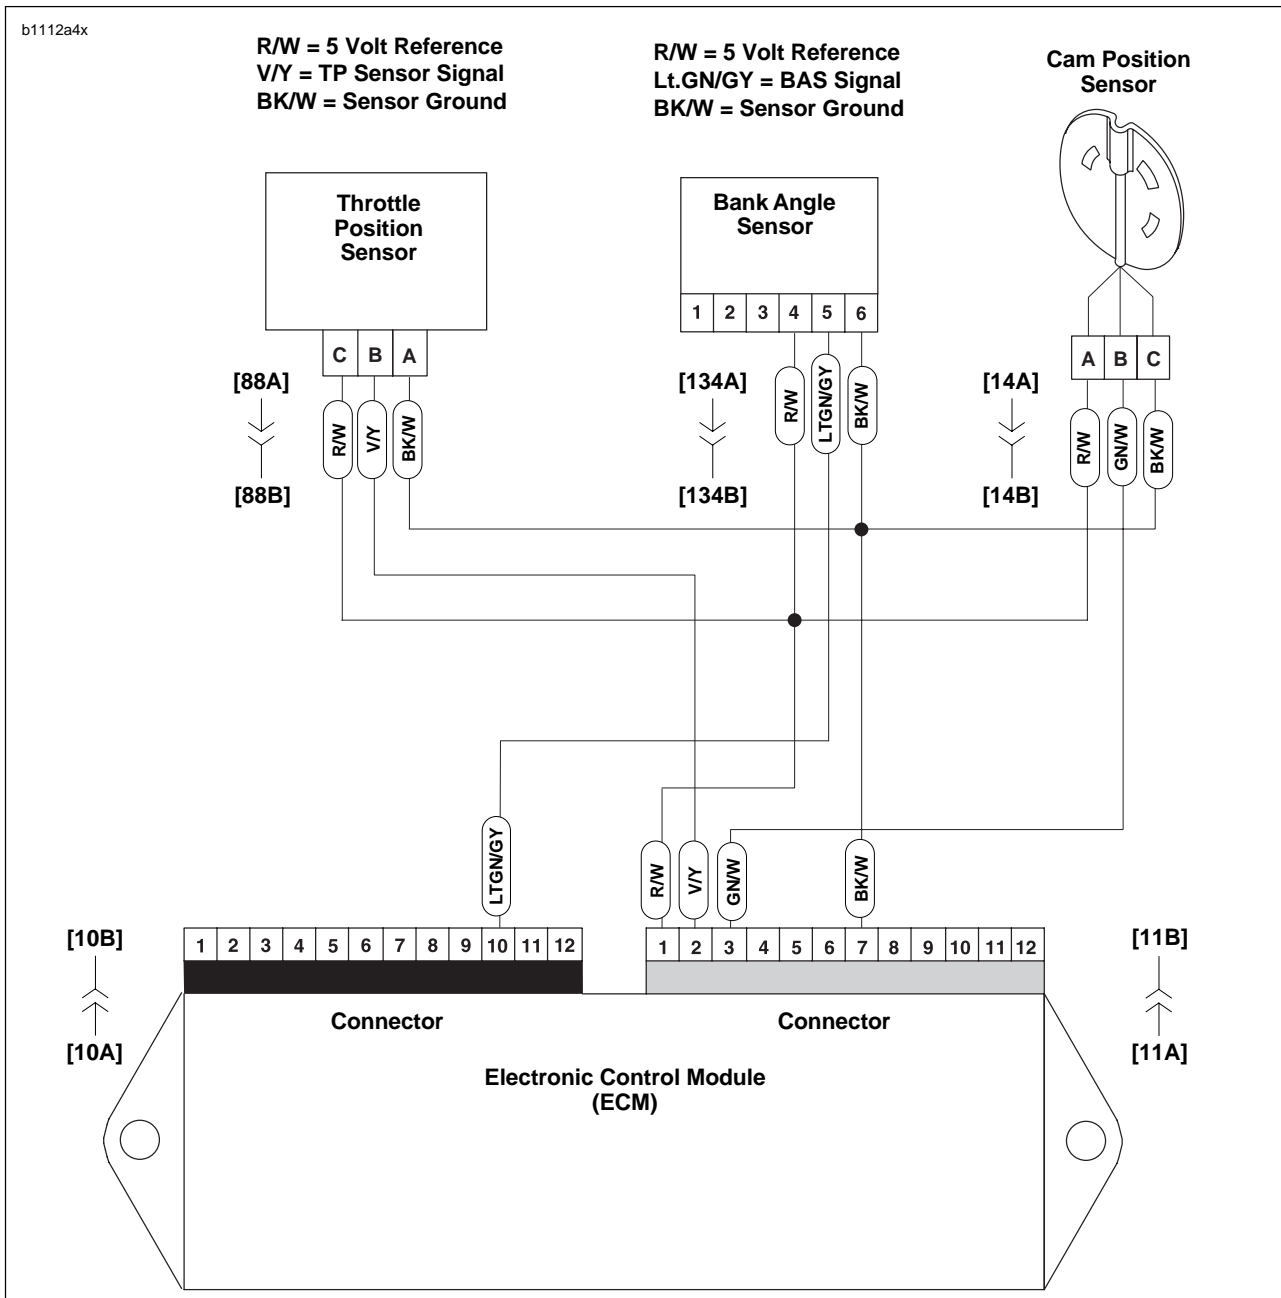 b1112a4x
R/W = 5 Volt Reference
V/Y = TP Sensor Signal
BK/W = Sensor Ground
R/W = 5 Volt Reference
Lt.GN/GY = BAS Signal
BK/W = Sensor Ground
Cam Position
Sensor
Throttle
Position
Sensor
Bank Angle
Sensor
1 2 3 4 5 6
C B A
A B C
[88A]
[134A]
[14A]
R/W V/Y BK/W
R/W LTGN/GY BK/W
R/W GN/W BK/W
[88B]
[134B]
[14B]
LTGN/GY
R/W V/Y GN/W BK/W
[10B]
1 2 3 4 5 6 7 8 9 10 11 12
1 2 3 4 5 6 7 8 9 10 11 12
[11B]
Connector
Connector
[10A]
[11A]
Electronic Control Module
(ECM)